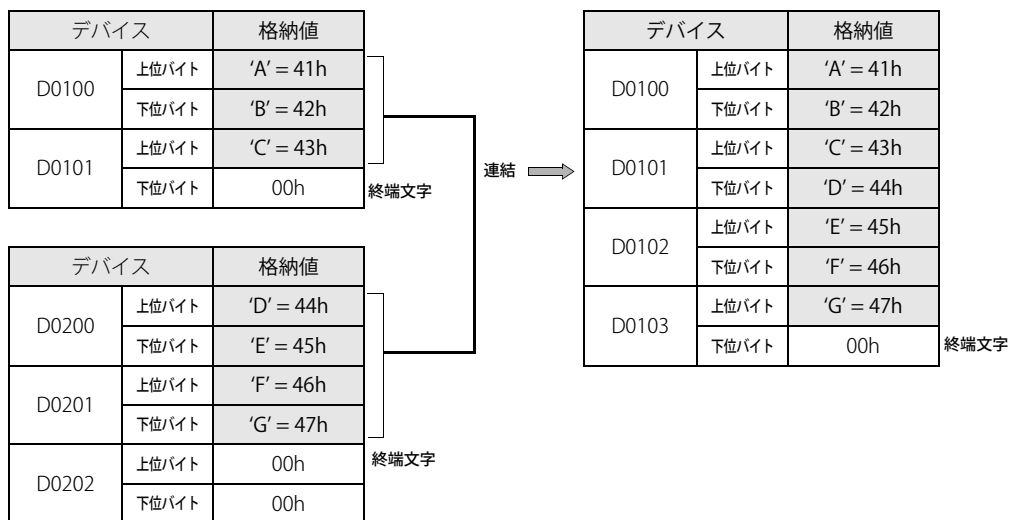 デバイス 格納値
D0100 上位バイト ‘A’ = 41h
下位バイト ‘B’ = 42h
D0101 上位バイト ‘C’ = 43h
下位バイト 00h 終端文字
デバイス 格納値
D0200 上位バイト ‘D’ = 44h
下位バイト ‘E’ = 45h
D0201 上位バイト ‘F’ = 46h
下位バイト ‘G’ = 47h
D0202 上位バイト 00h 終端文字
下位バイト 00h
連結
デバイス 格納値
D0100 上位バイト ‘A’ = 41h
下位バイト ‘B’ = 42h
D0101 上位バイト ‘C’ = 43h
下位バイト ‘D’ = 44h
D0102 上位バイト ‘E’ = 45h
下位バイト ‘F’ = 46h
D0103 上位バイト ‘G’ = 47h
下位バイト 00h 終端文字